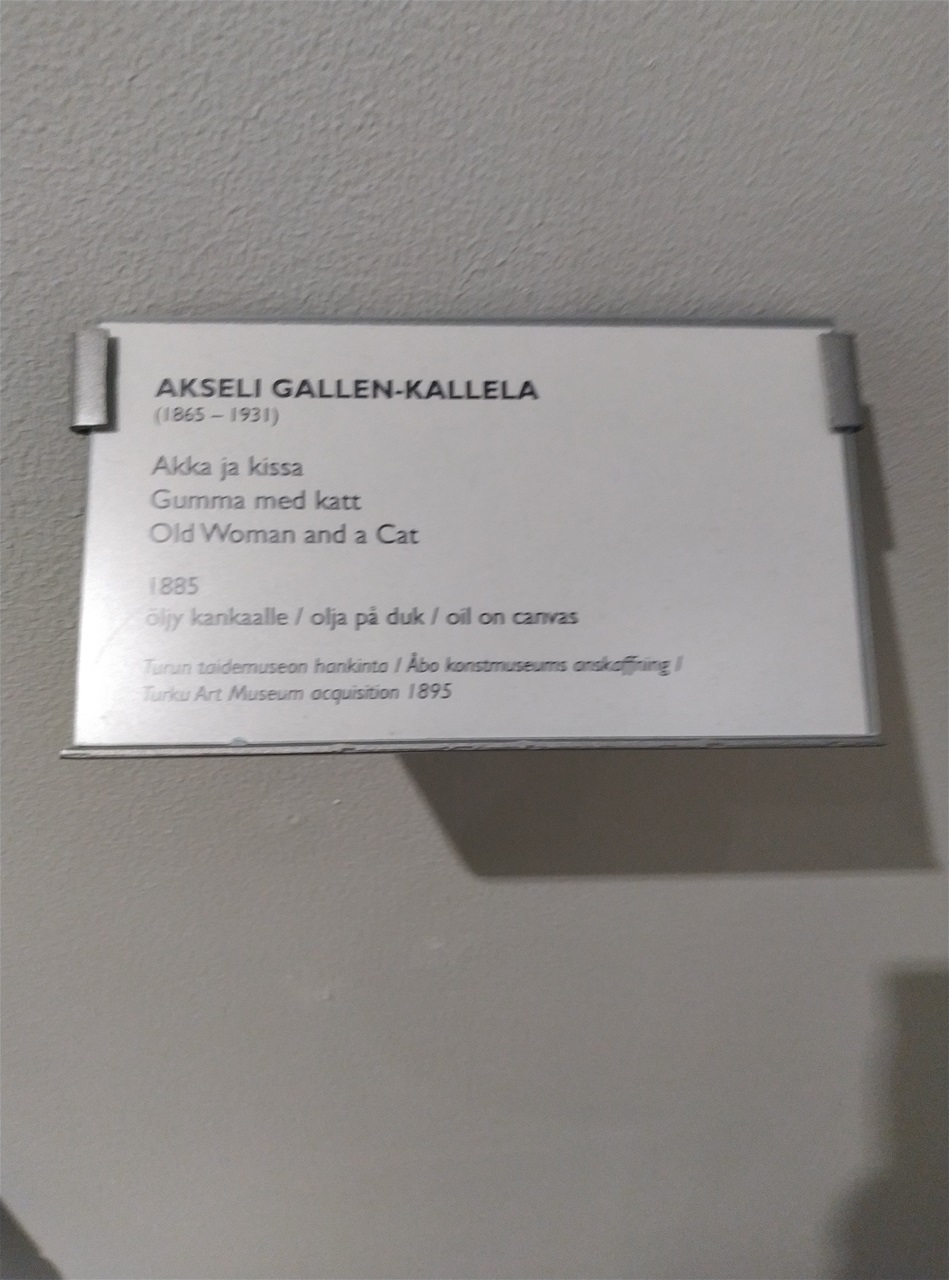 AKSELI GALLEN-KALLELA
(1865 – 1931)
Akka ja kissa
Gumma med katt
Old Woman and a Cat
1885
öljy kankaalle / olja på duk / oil on canvas
Turun taidemuseon hankinta / Åbo konstmuseums anskaffning /
Turku Art Museum acquisition 1895